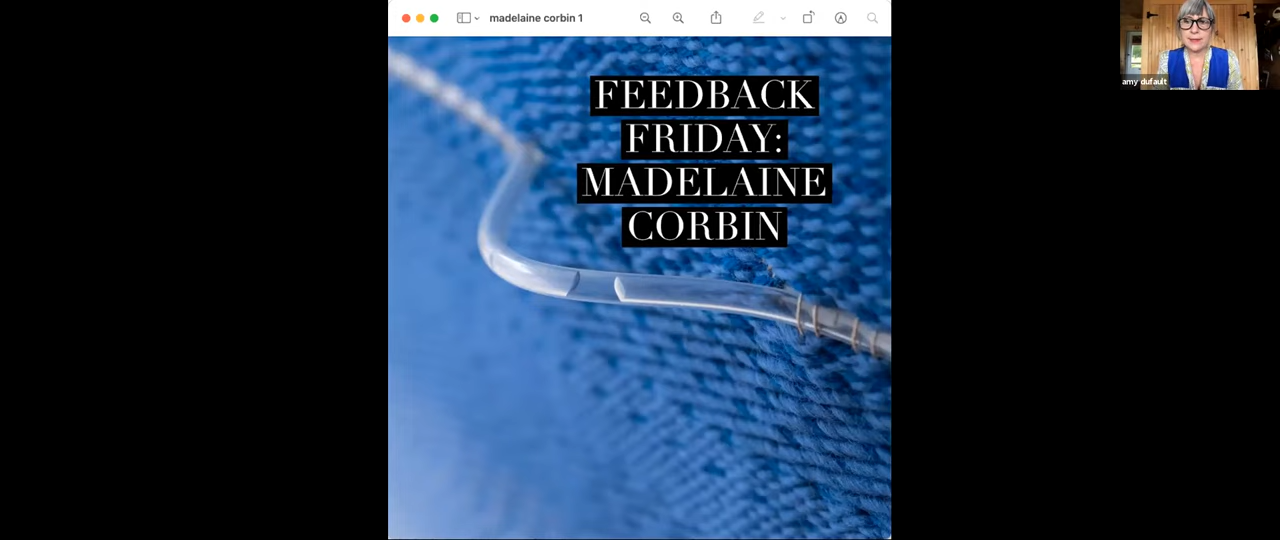 madelaine corbin 1
FEEDBACK
FRIDAY:
MADELAINE
CORBIN
amy dufault